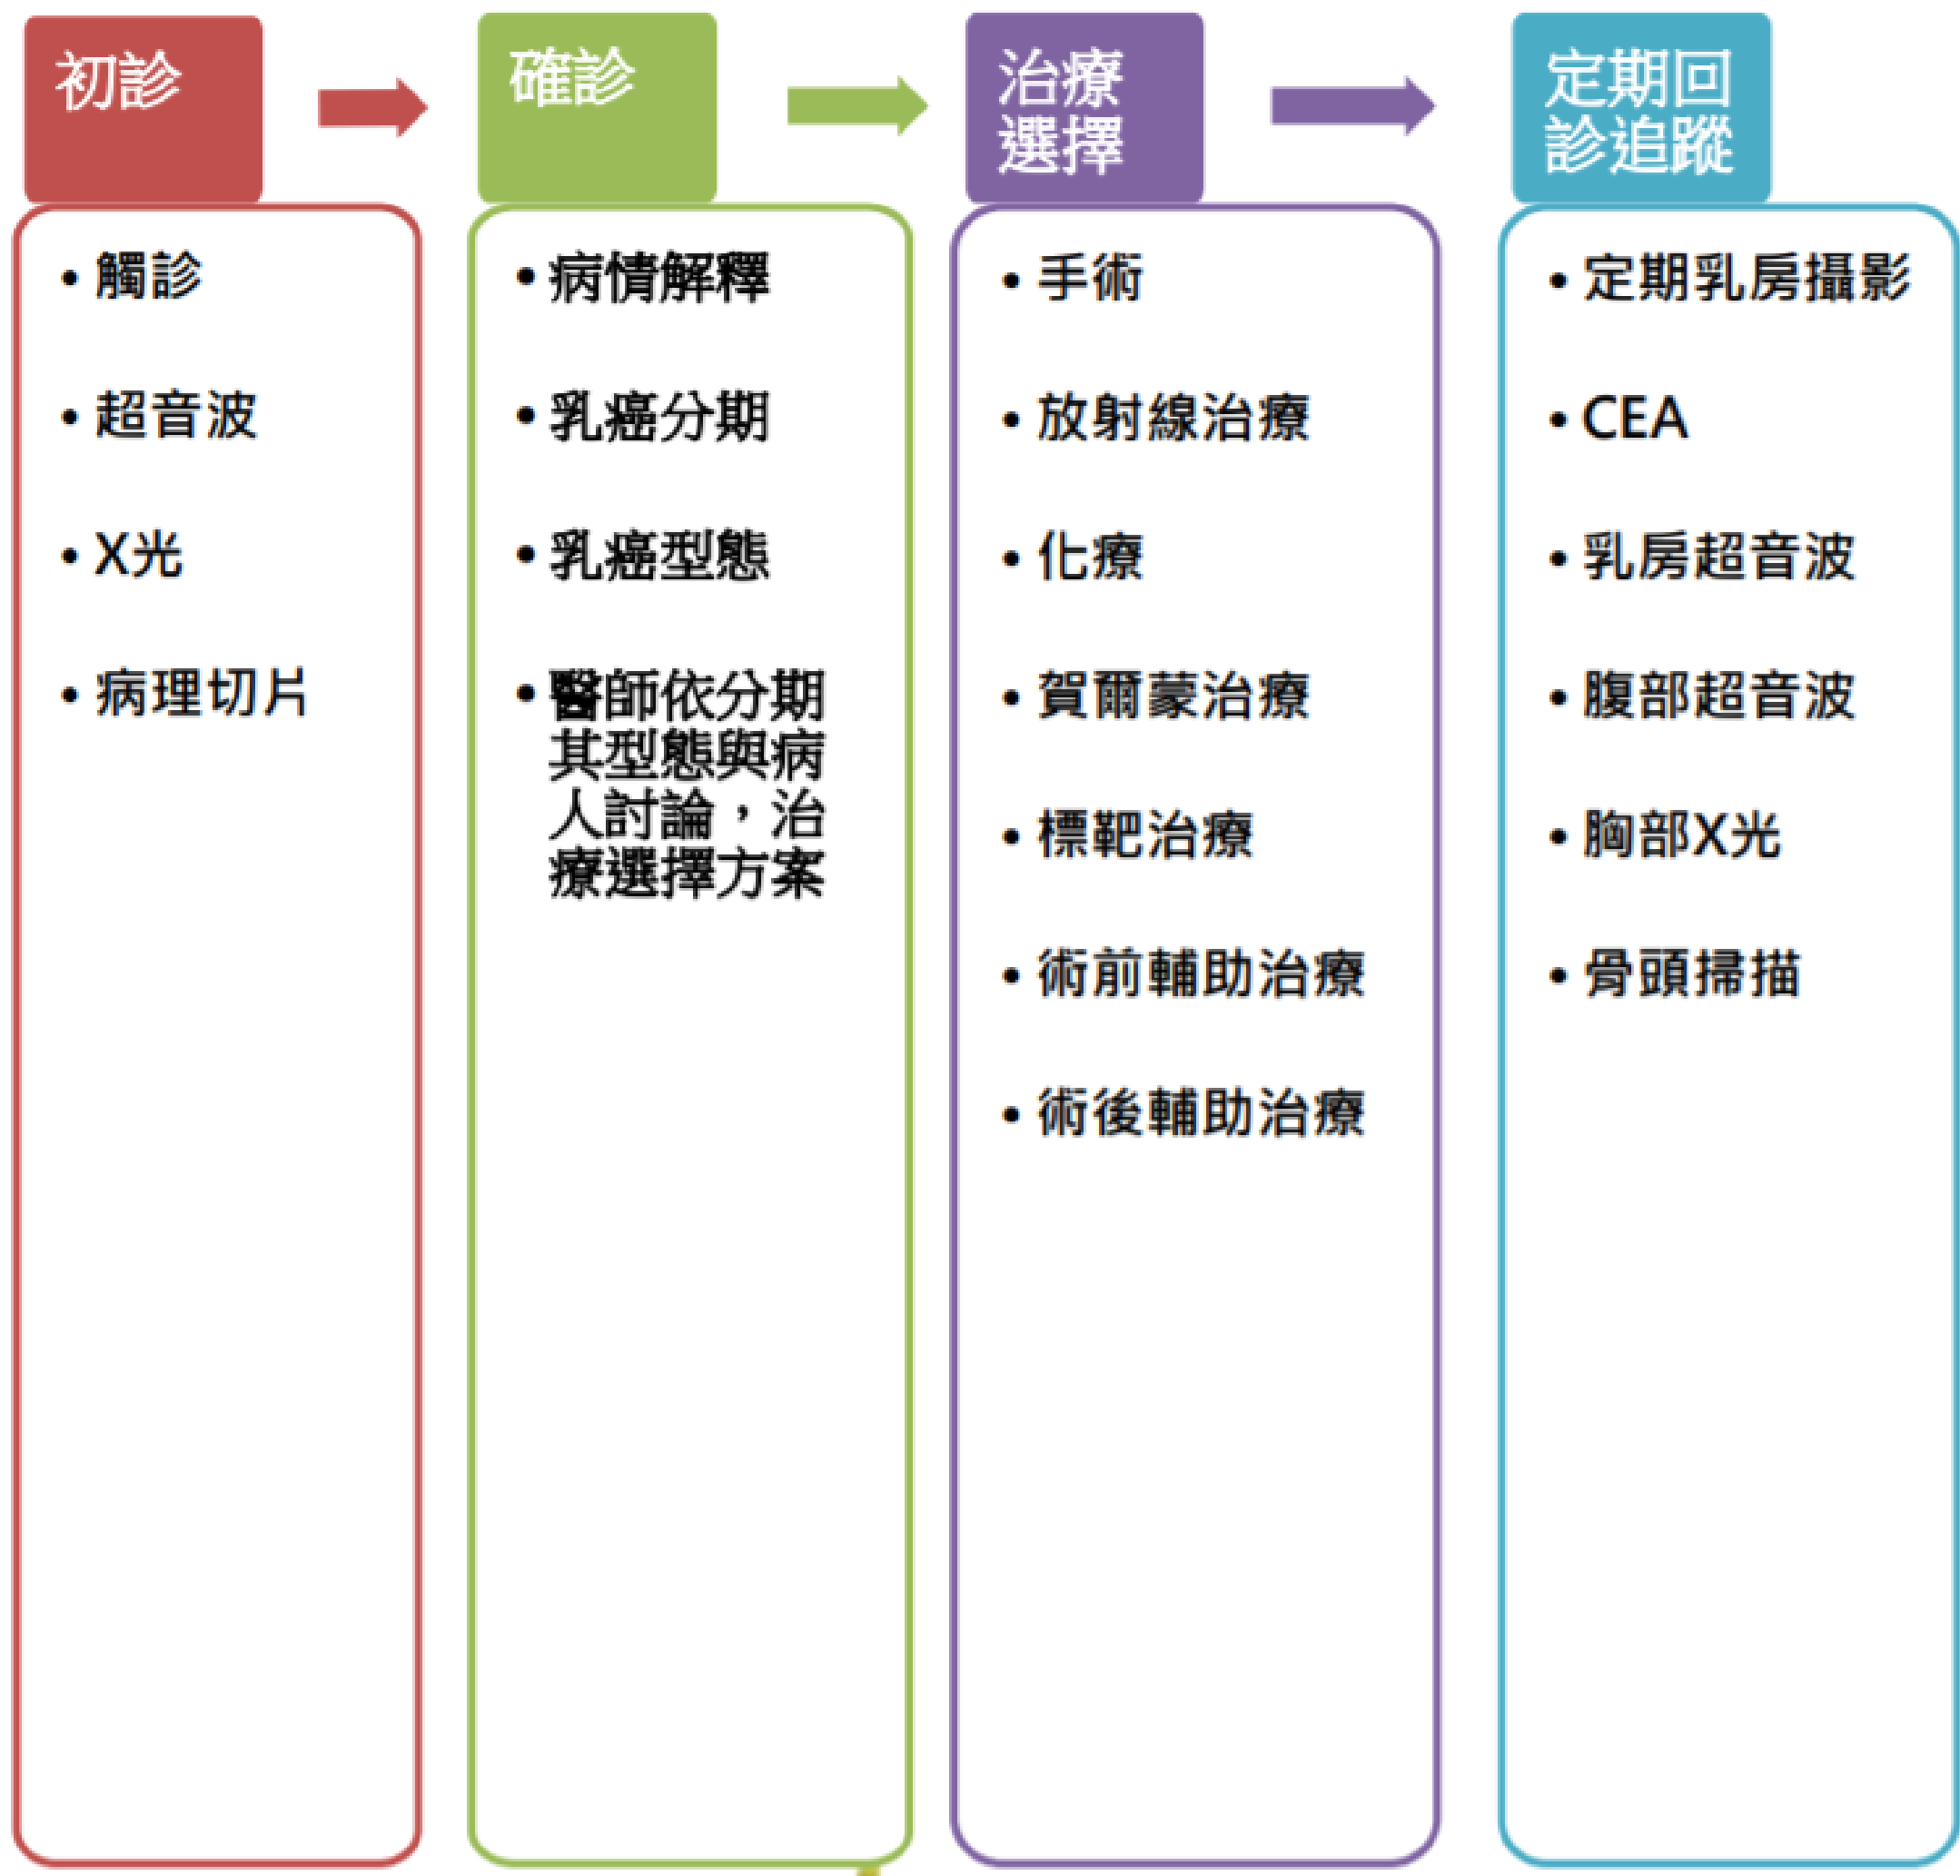 初診
• 觸診
• 超音波
• X光
• 病理切片
確診
• 病情解釋
• 乳癌分期
• 乳癌型態
• 醫師依分期
其型態與病
人討論，治
療選擇方案
治療
選擇
• 手術
• 放射線治療
• 化療
• 賀爾蒙治療
• 標靶治療
• 術前輔助治療
• 術後輔助治療
定期回
診追蹤
• 定期乳房攝影
• CEA
• 乳房超音波
• 腹部超音波
• 胸部X光
• 骨頭掃描